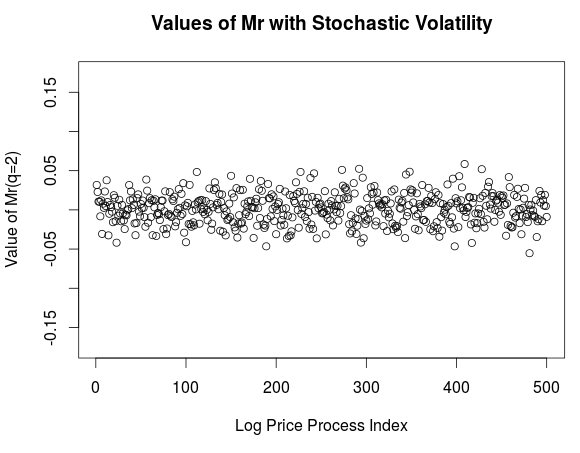 Values of Mr with Stochastic Volatility
Value of Mr(q=2)
0.15
0.05
-0.05
-0.15
0 100 200 300 400 500
Log Price Process Index